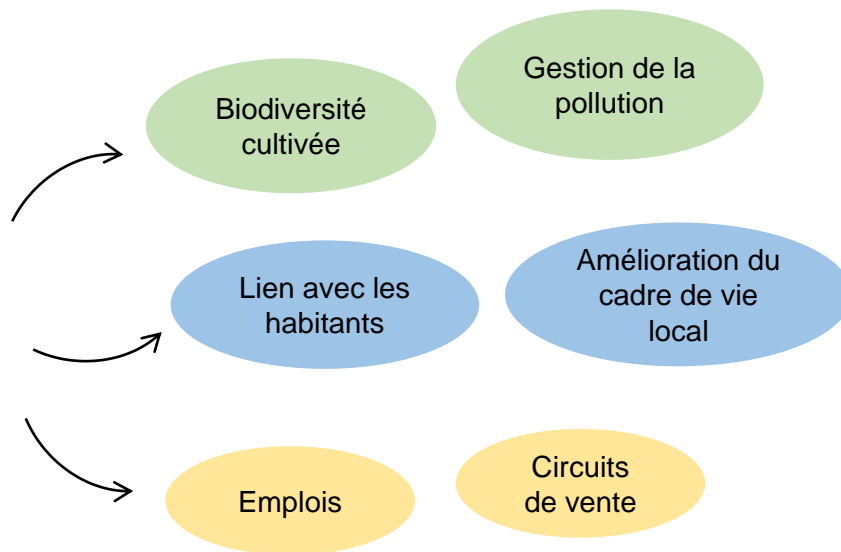 Biodiversité
cultivée
Gestion de la
pollution
Lien avec les
habitants
Amélioration du
cadre de vie
local
Emplois
Circuits
de vente